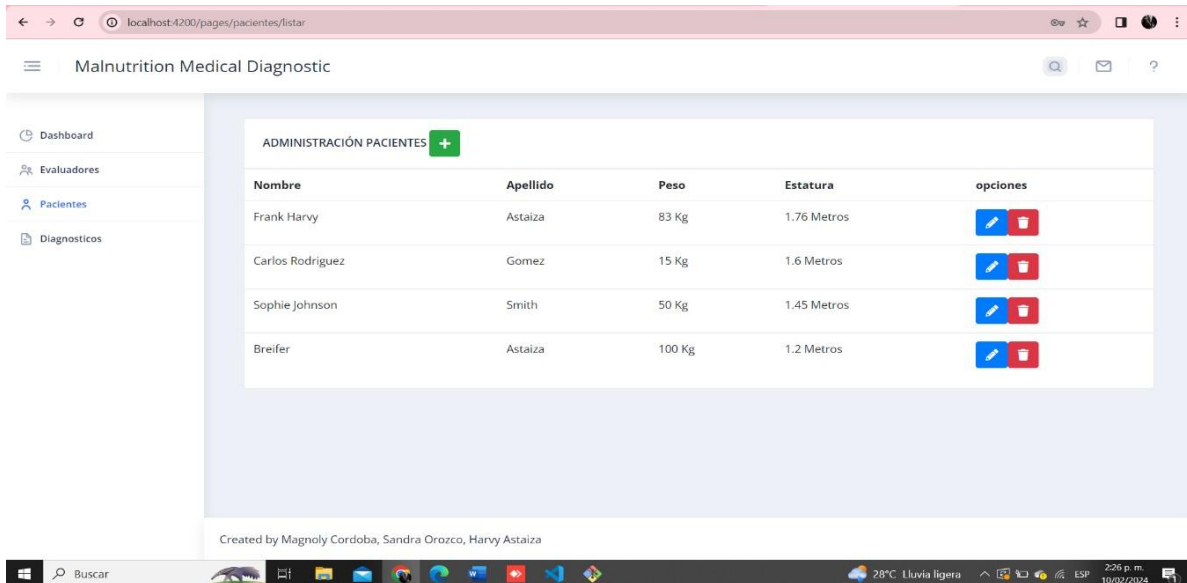 localhost:4200/pages/pacientes/listar
Malnutrition Medical Diagnostic ?
Dashboard
Evaluadores
Pacientes
Diagnosticos
ADMINISTRACIÓN PACIENTES +
Nombre Apellido Peso Estatura opciones
Frank Harvy Astaiza 83 Kg 1.76 Metros
Carlos Rodriguez Gomez 15 Kg 1.6 Metros
Sophie Johnson Smith 50 Kg 1.45 Metros
Breifer Astaiza 100 Kg 1.2 Metros
Created by Magnoly Cordoba, Sandra Orozco, Harvy Astaiza
Buscar 28°C Lluvia ligera ESP 2:26 p. m.
10/02/2024